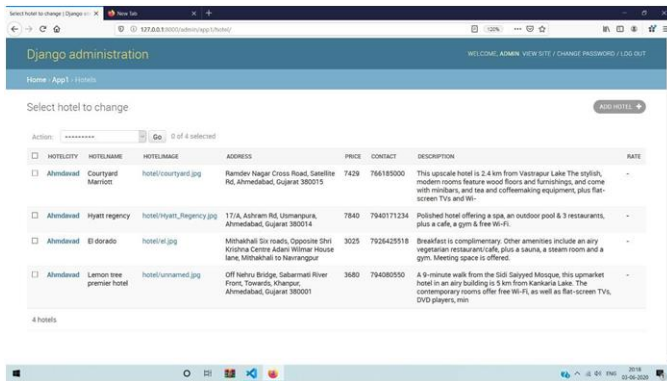 Select hotel to change | Django si X
New Tab X +
127.0.0.1:8000/admin/app1/hotel/ 120%
Django administration
WELCOME, ADMIN. VIEW SITE / CHANGE PASSWORD / LOG OUT
Home › App1 › Hotels
Select hotel to change
ADD HOTEL +
Action: --------- Go 0 of 4 selected
HOTELCITY HOTELNAME HOTELIMAGE ADDRESS PRICE CONTACT DESCRIPTION RATE
Ahmdavad Courtyard Marriott hotel/courtyard.jpg Ramdev Nagar Cross Road, Satellite Rd, Ahmedabad, Gujarat 380015 7429 766185000 This upscale hotel is 2.4 km from Vastrapur Lake The stylish, modern rooms feature wood floors and furnishings, and come with minibars, and tea and coffeemaking equipment, plus flat-screen TVs and Wi- -
Ahmdavad Hyatt regency hotel/Hyatt_Regency.jpg 17/A, Ashram Rd, Usmanpura, Ahmedabad, Gujarat 380014 7840 7940171234 Polished hotel offering a spa, an outdoor pool & 3 restaurants, plus a cafe, a gym & free Wi-Fi. -
Ahmdavad El dorado hotel/el.jpg Mithakhali Six roads, Opposite Shri Krishna Centre Adani Wilmar House lane, Mithakhali to Navrangpur 3025 7926425518 Breakfast is complimentary. Other amenities include an airy vegetarian restaurant/cafe, plus a sauna, a steam room and a gym. Meeting space is offered. -
Ahmdavad Lemon tree premier hotel hotel/unnamed.jpg Off Nehru Bridge, Sabarmati River Front, Towards, Khanpur, Ahmedabad, Gujarat 380001 3680 794080550 A 9-minute walk from the Sidi Saiyyed Mosque, this upmarket hotel in an airy building is 5 km from Kankaria Lake. The contemporary rooms offer free Wi-Fi, as well as flat-screen TVs, DVD players, min -
4 hotels
ENG 20:18
03-06-2020